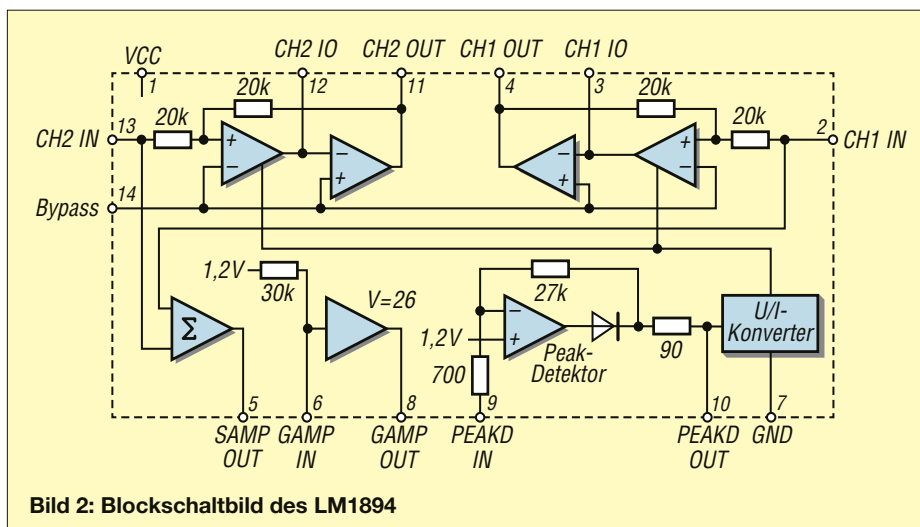 VCC
CH2 IO
CH2 OUT
CH1 OUT
CH1 IO
1
12
11
4
3
20k
20k
CH2 IN
13
20k
20k
2
CH1 IN
+
−
−
+
−
+
+
−
14
Bypass
1,2V
30k
V=26
27k
Σ
1,2V
−
+
Peak-
Detektor
90
U/I-
Konverter
700
5
6
8
9
10
7
SAMP
OUT
GAMP
IN
GAMP
OUT
PEAKD
IN
PEAKD
OUT
GND
Bild 2: Blockschaltbild des LM1894